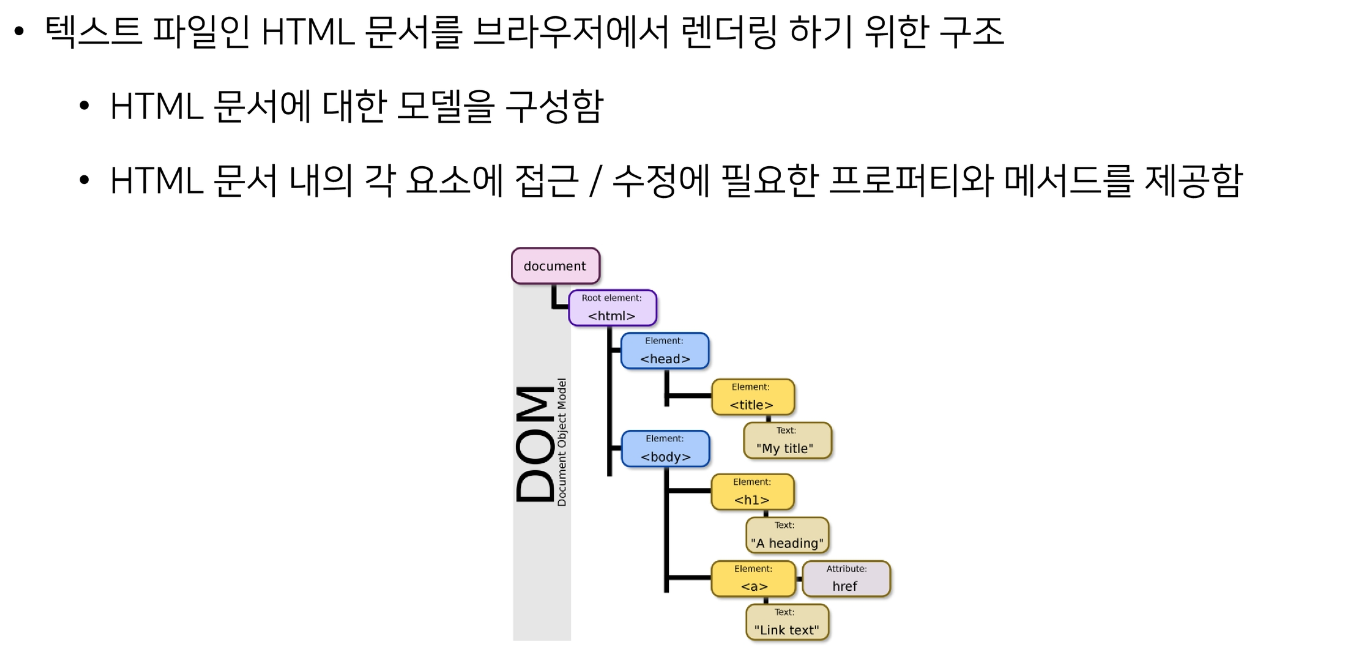 • 텍스트 파일인 HTML 문서를 브라우저에서 렌더링 하기 위한 구조
• HTML 문서에 대한 모델을 구성함
• HTML 문서 내의 각 요소에 접근 / 수정에 필요한 프로퍼티와 메서드를 제공함
document
Root element:
<html>
Element:
<head>
Element:
<title>
Text:
"My title"
DOM
Document Object Model
Element:
<body>
Element:
<h1>
Text:
"A heading"
Element:
<a>
Attribute:
href
Text:
"Link text"